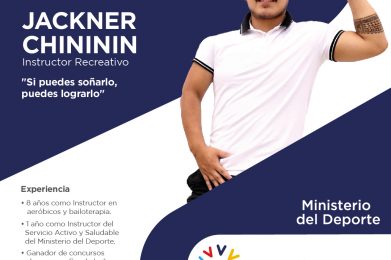 JACKNER
CHINININ
Instructor Recreativo
"Si puedes soñarlo,
puedes lograrlo"
Experiencia
• 8 años como Instructor en
aeróbicos y bailoterapia.
• 1 año como Instructor del
Servicio Activo y Saludable
del Ministerio del Deporte.
• Ganador de concursos
Ministerio
del Deporte